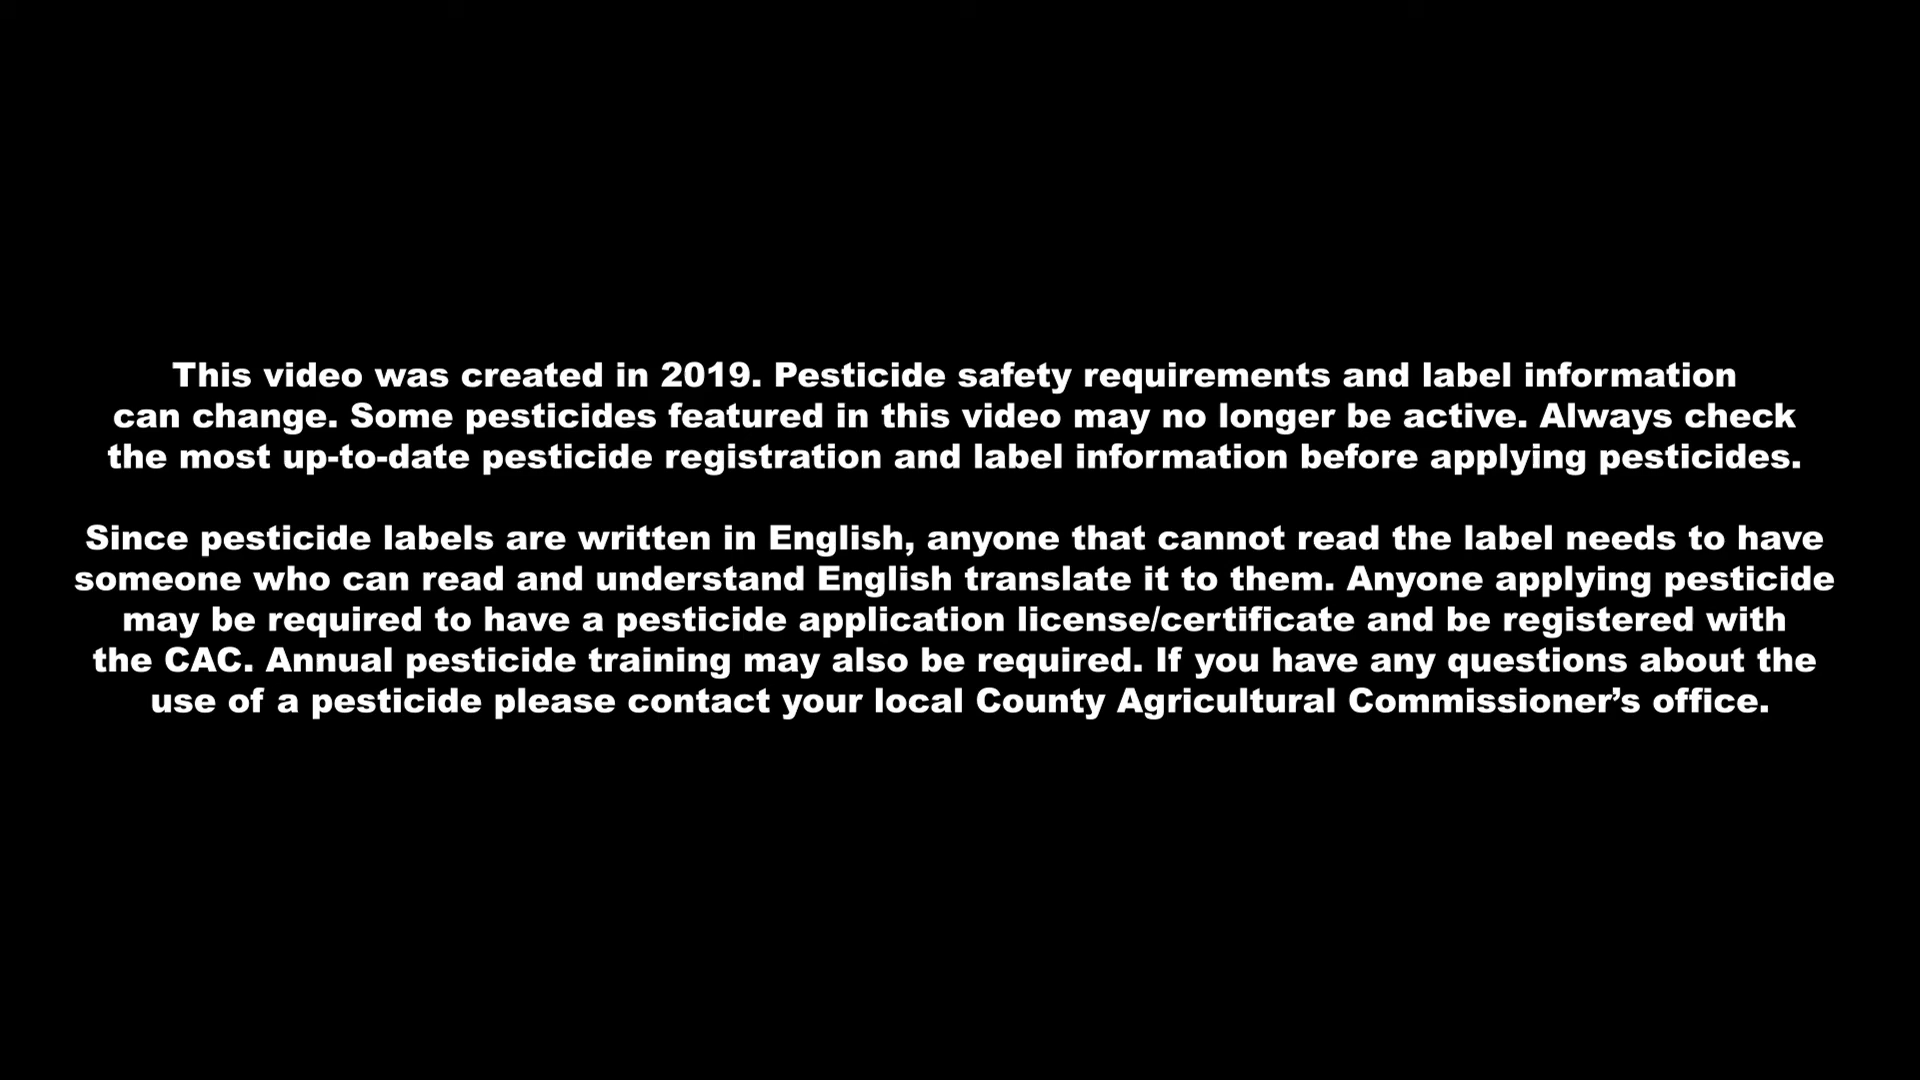 This video was created in 2019. Pesticide safety requirements and label information
can change. Some pesticides featured in this video may no longer be active. Always check
the most up-to-date pesticide registration and label information before applying pesticides.
Since pesticide labels are written in English, anyone that cannot read the label needs to have
someone who can read and understand English translate it to them. Anyone applying pesticide
may be required to have a pesticide application license/certificate and be registered with
the CAC. Annual pesticide training may also be required. If you have any questions about the
use of a pesticide please contact your local County Agricultural Commissioner’s office.